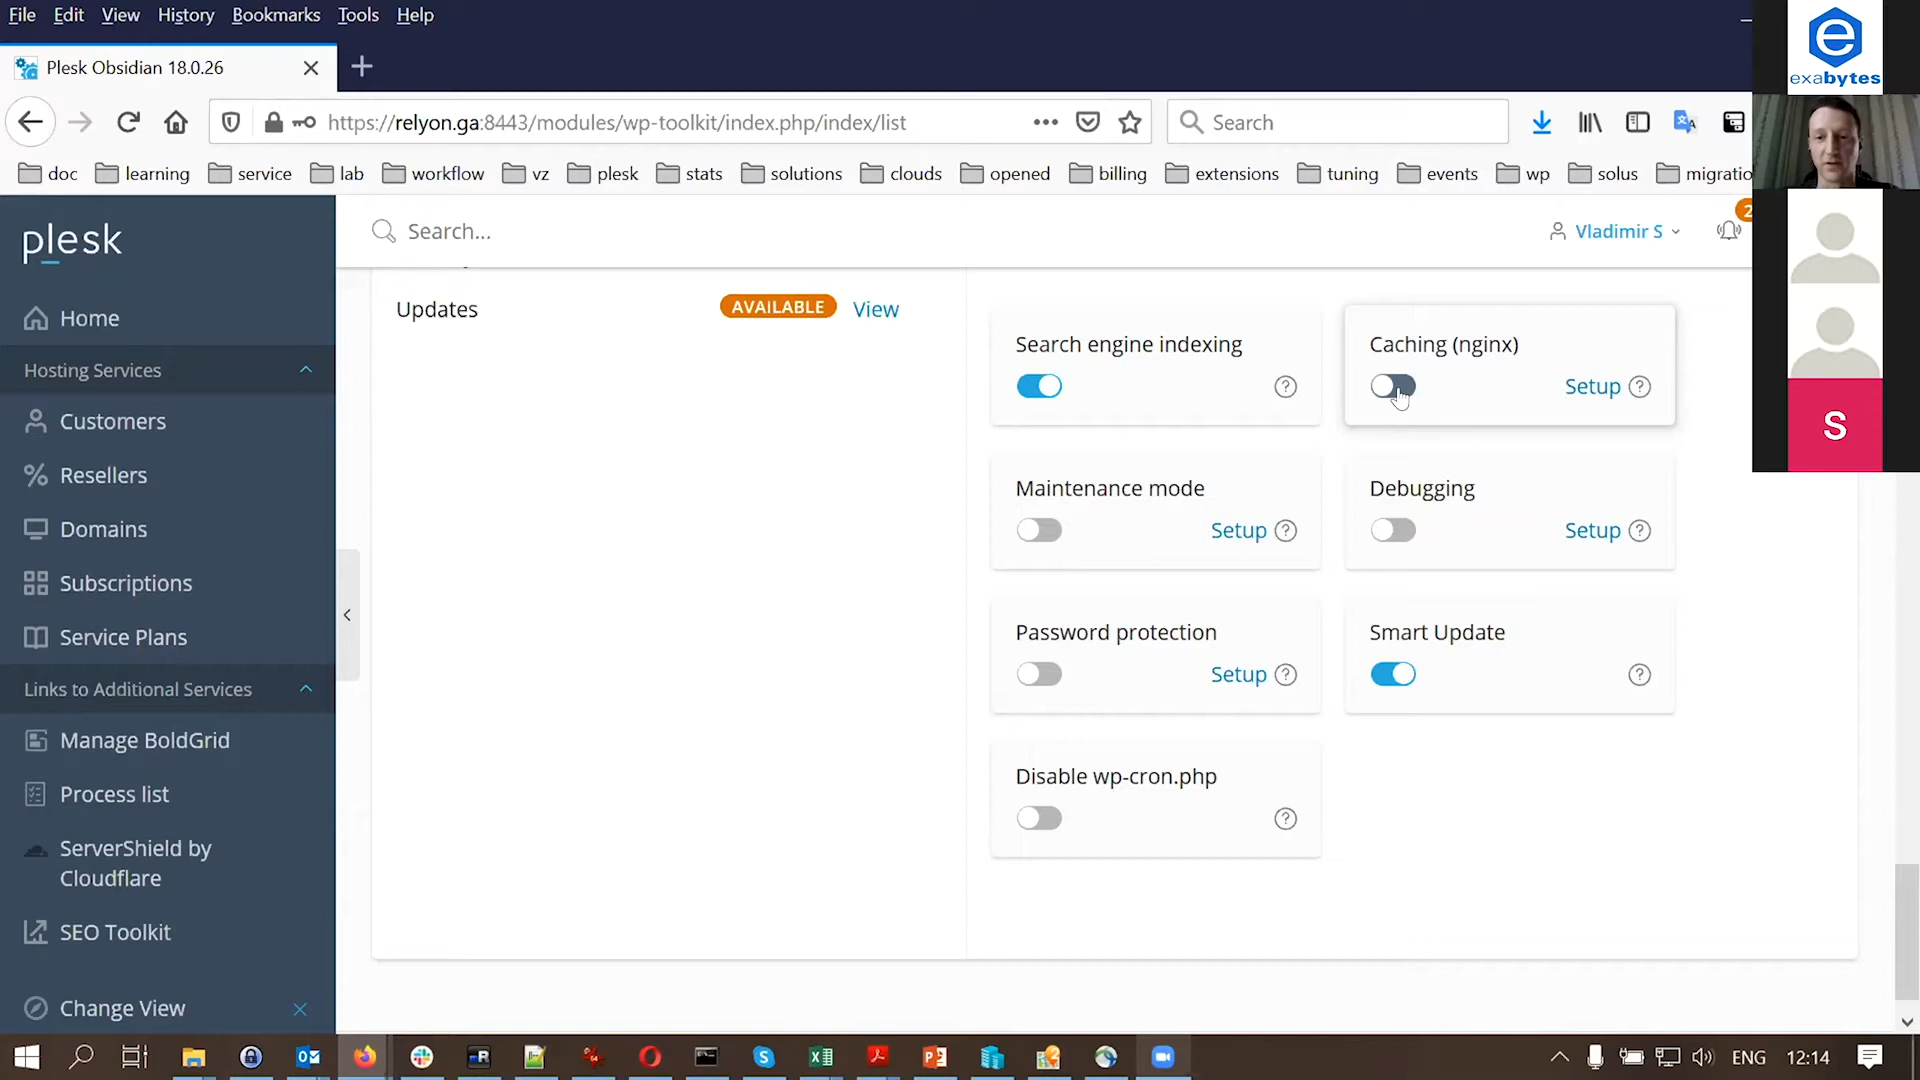 File Edit View History Bookmarks Tools Help
e
exabytes
Plesk Obsidian 18.0.26
https://relyon.ga:8443/modules/wp-toolkit/index.php/index/list
Search
doc learning service lab workflow vz plesk stats solutions clouds opened billing extensions tuning events wp solus migratio
plesk
Search...
Vladimir S
2
Home
Hosting Services
Customers
Resellers
Domains
Subscriptions
Service Plans
Links to Additional Services
Manage BoldGrid
Process list
ServerShield by
Cloudflare
SEO Toolkit
Change View
Updates AVAILABLE View
Search engine indexing
?
Caching (nginx)
Setup ?
Maintenance mode
Setup ?
Debugging
Setup ?
Password protection
Setup ?
Smart Update
?
Disable wp-cron.php
?
S
ENG 12:14